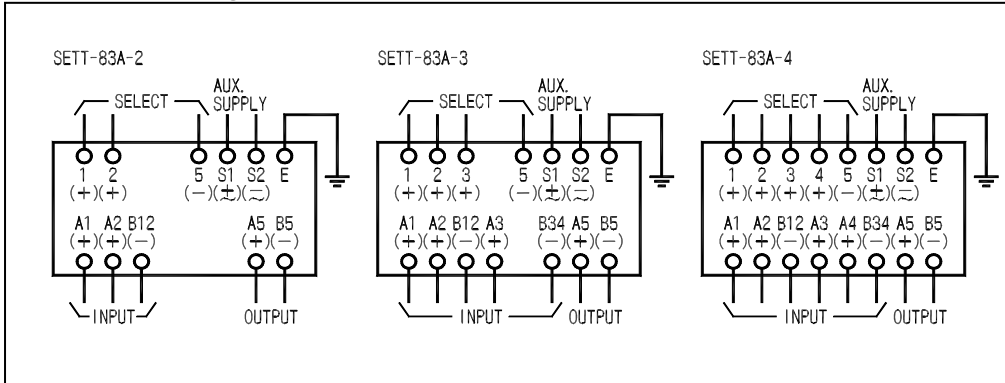 SETT-83A-2
SELECT
AUX.
SUPPLY
1 2 5 S1 S2 E
(+)(+) (−)(±)(~)
A1 A2 B12 A5 B5
(+)(+)(−) (+)(−)
INPUT OUTPUT
SETT-83A-3
SELECT
AUX.
SUPPLY
1 2 3 5 S1 S2 E
(+)(+)(+) (−)(±)(~)
A1 A2 B12 A3 B34 A5 B5
(+)(+)(−)(+) (−)(+)(−)
INPUT OUTPUT
SETT-83A-4
SELECT
AUX.
SUPPLY
1 2 3 4 5 S1 S2 E
(+)(+)(+)(+)(−)(±)(~)
A1 A2 B12 A3 A4 B34 A5 B5
(+)(+)(−)(+)(+)(−)(+)(−)
INPUT OUTPUT